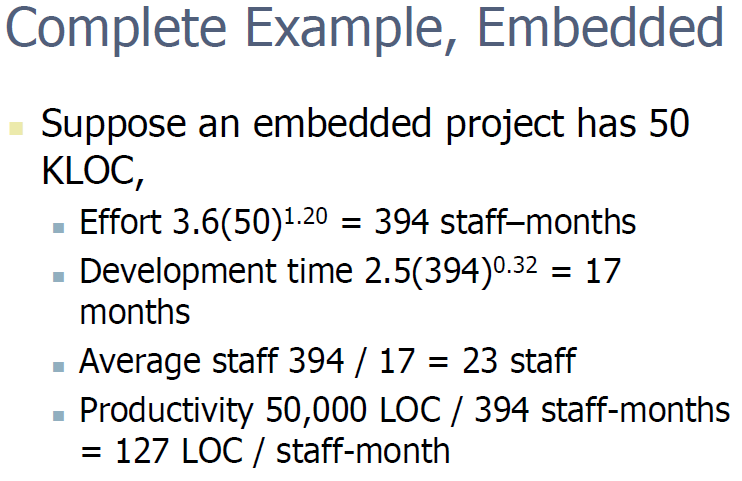 Complete Example, Embedded
Suppose an embedded project has 50
KLOC,
Effort 3.6(50)^1.20 = 394 staff–months
Development time 2.5(394)^0.32 = 17
months
Average staff 394 / 17 = 23 staff
Productivity 50,000 LOC / 394 staff-months
= 127 LOC / staff-month